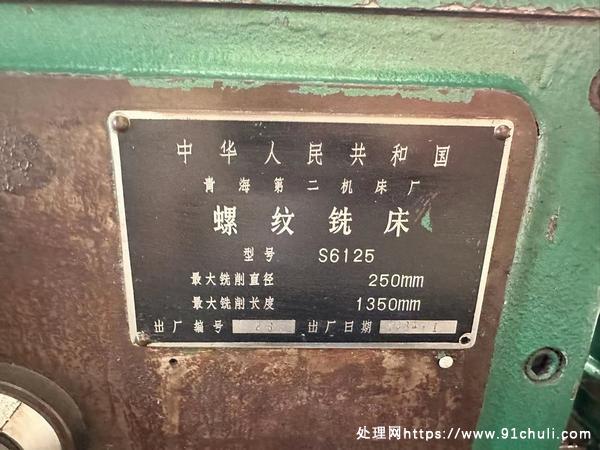 中华人民共和国
青海第二机床厂
螺纹铣床
型号 S6125
最大铣削直径 250mm
最大铣削长度 1350mm
出厂编号 出厂日期
处理网https://www.91chuli.com/